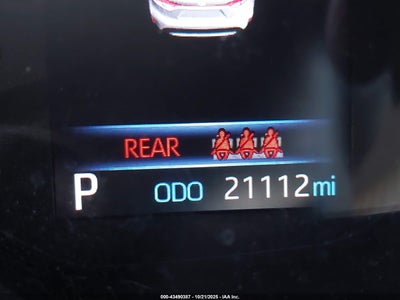 REAR
P ODO 21112 mi
000-43490387 - 10/21/2025 - IAA Inc.